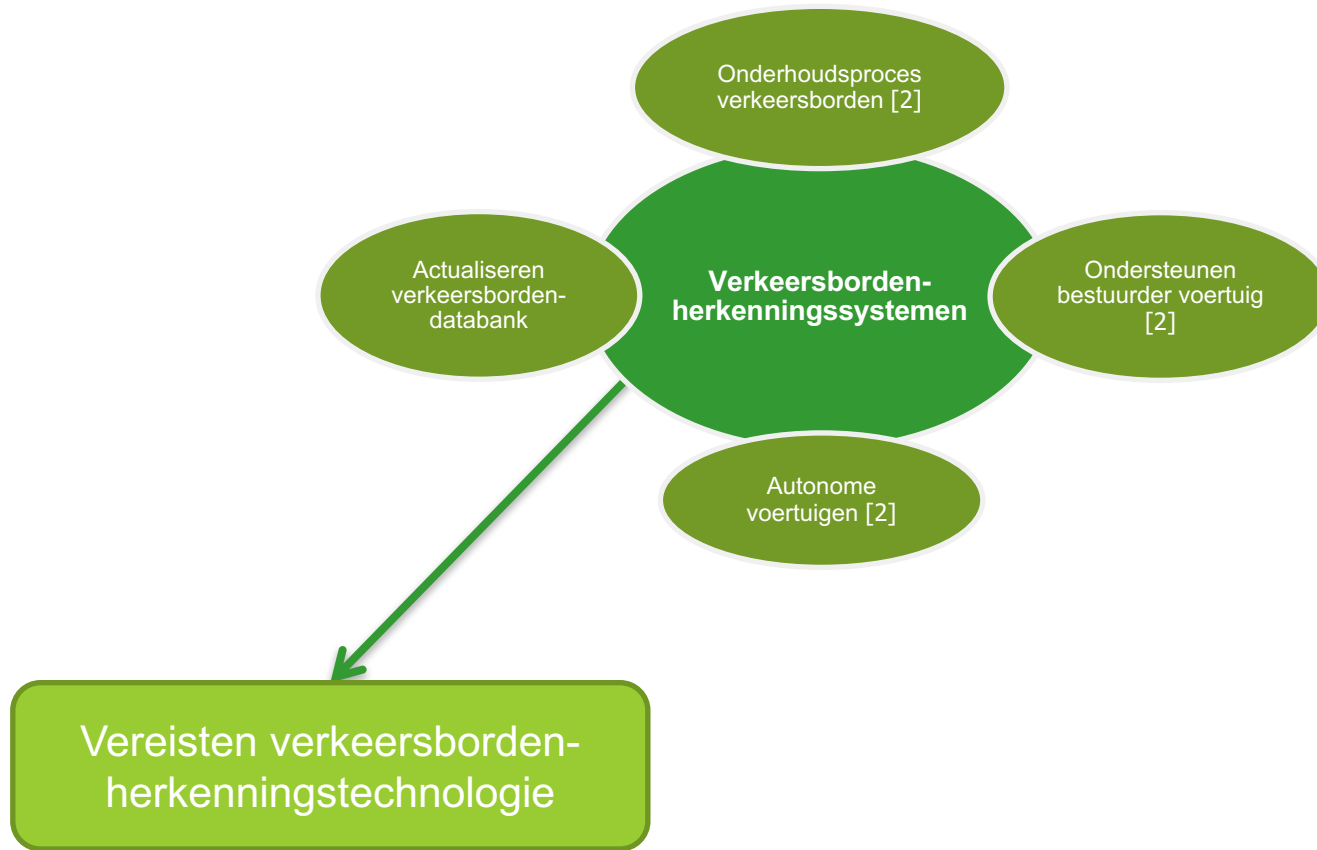 Onderhoudsproces
verkeersborden [2]
Actualiseren
verkeersborden-
databank
Verkeersborden-
herkenningssystemen
Ondersteunen
bestuurder voertuig
[2]
Autonome
voertuigen [2]
Vereisten verkeersborden-
herkenningstechnologie